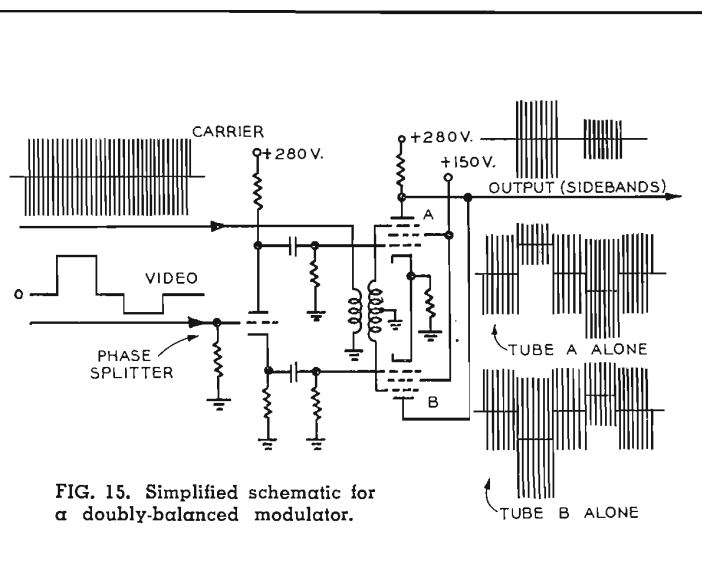 CARRIER
+280 V.
+280 V.
+150 V.
OUTPUT (SIDEBANDS)
A
O
VIDEO
PHASE
SPLITTER
B
TUBE A ALONE
TUBE B ALONE
FIG. 15. Simplified schematic for
a doubly-balanced modulator.